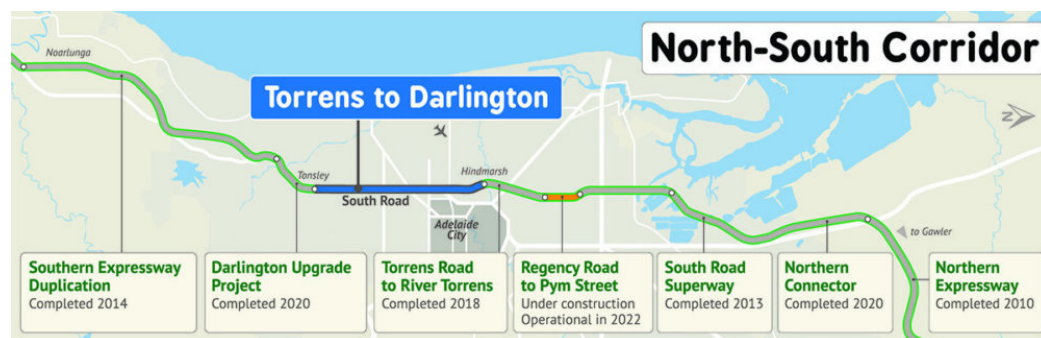 North-South Corridor
Noarlunga
Torrens to Darlington
N
Tonsley
Hindmarsh
South Road
Adelaide
City
to Gawler
Southern Expressway
Duplication
Completed 2014
Darlington Upgrade
Project
Completed 2020
Torrens Road
to River Torrens
Completed 2018
Regency Road
to Pym Street
Under construction
Operational in 2022
South Road
Superway
Completed 2013
Northern
Connector
Completed 2020
Northern
Expressway
Completed 2010